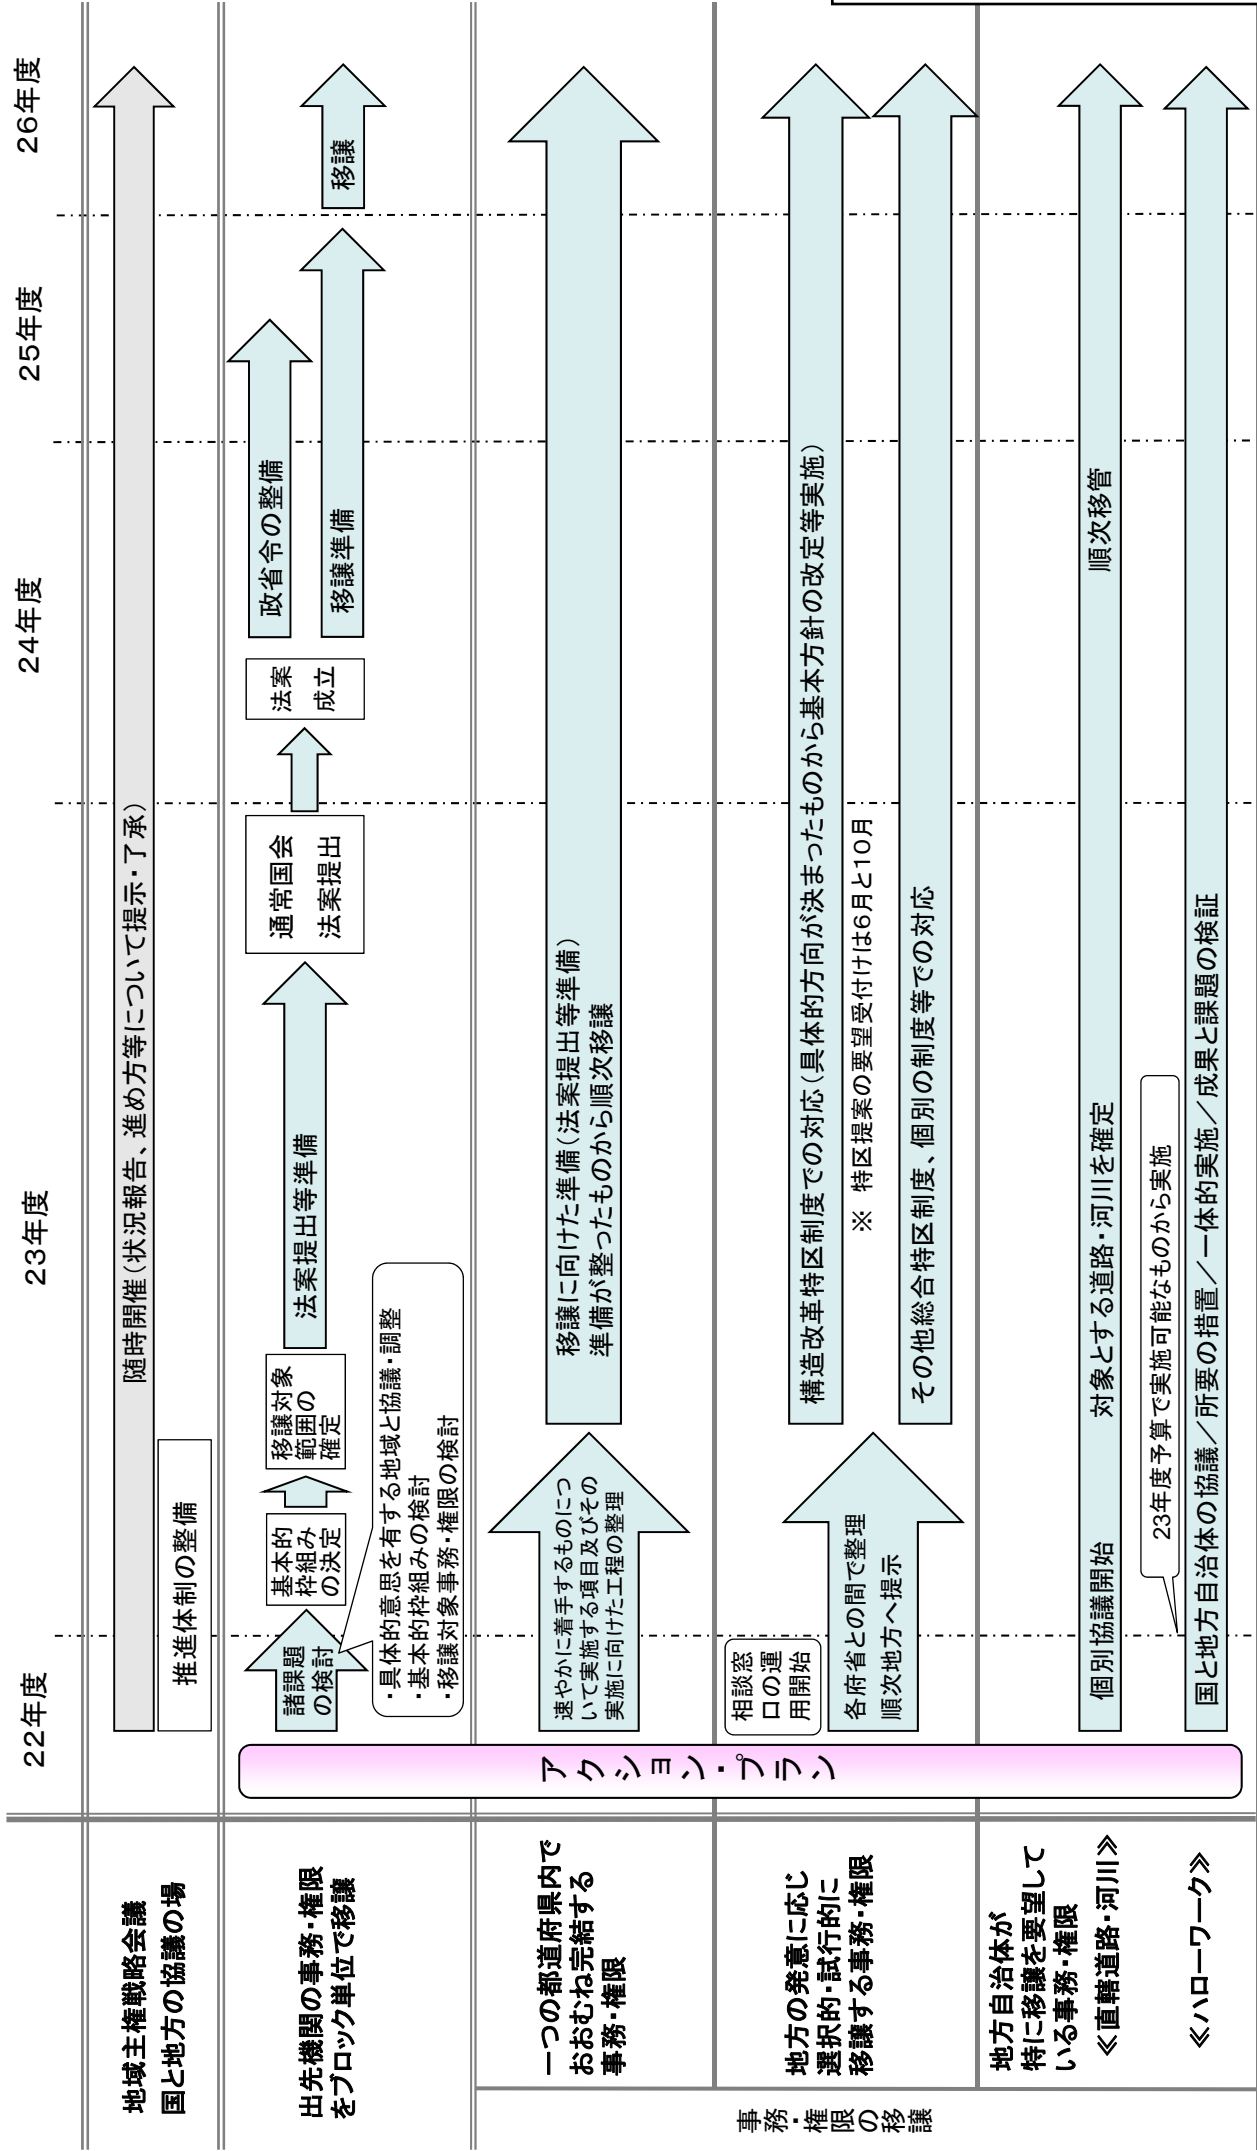 22年度
23年度
24年度
25年度
26年度
地域主権戦略会議
国と地方の協議の場
随時開催(状況報告、進め方等について提示・了承)
推進体制の整備
アクション・プラン
出先機関の事務・権限
をブロック単位で移譲
諸課題
の検討
基本的
枠組み
の決定
移譲対象
範囲の
確定
法案提出等準備
通常国会
法案提出
法案
成立
政省令の整備
移譲準備
移譲
・具体的意思を有する地域と協議・調整
・基本的枠組みの検討
・移譲対象事務・権限の検討
事務・権限の移譲
一つの都道府県内で
おおむね完結する
事務・権限
速やかに着手するものにつ
いて実施する項目及びその
実施に向けた工程の整理
移譲に向けた準備(法案提出等準備)
準備が整ったものから順次移譲
地方の発意に応じ
選択的・試行的に
移譲する事務・権限
相談窓
口の運
用開始
各府省との間で整理
順次地方へ提示
構造改革特区制度での対応(具体的方向が決まったものから基本方針の改定等実施)
※ 特区提案の要望受付けは6月と10月
その他総合特区制度、個別の制度等での対応
地方自治体が
特に移譲を要望して
いる事務・権限
≪直轄道路・河川≫
個別協議開始
対象とする道路・河川を確定
順次移管
≪ハローワーク≫
23年度予算で実施可能なものから実施
国と地方自治体の協議/所要の措置/一体的実施/成果と課題の検証